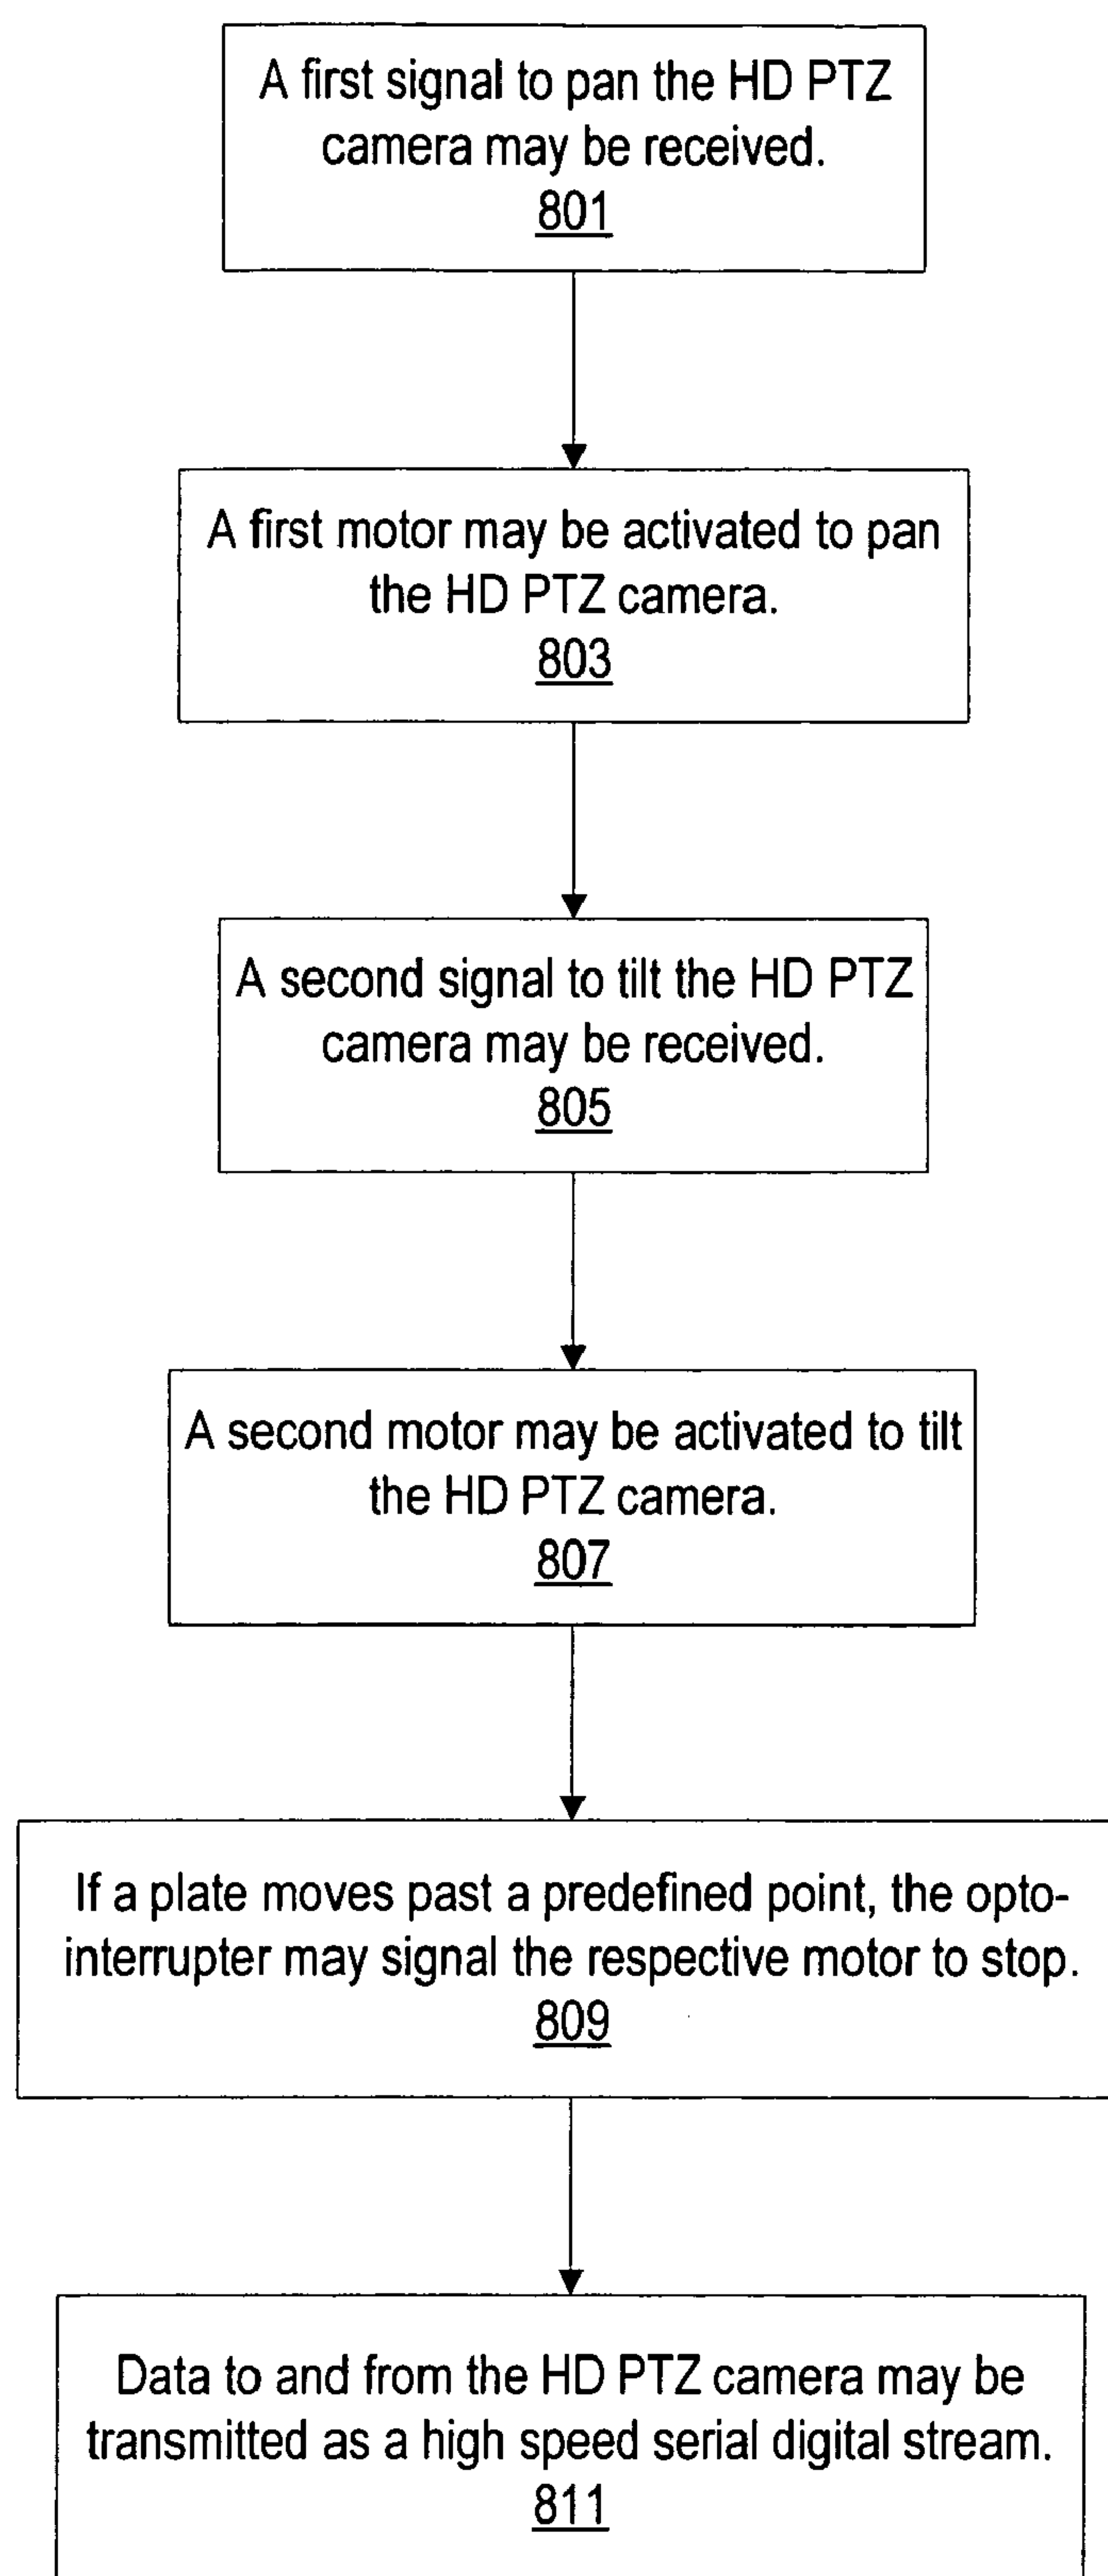 A first signal to pan the HD PTZ
camera may be received.
801
A first motor may be activated to pan
the HD PTZ camera.
803
A second signal to tilt the HD PTZ
camera may be received.
805
A second motor may be activated to tilt
the HD PTZ camera.
807
If a plate moves past a predefined point, the opto-
interrupter may signal the respective motor to stop.
809
Data to and from the HD PTZ camera may be
transmitted as a high speed serial digital stream.
811